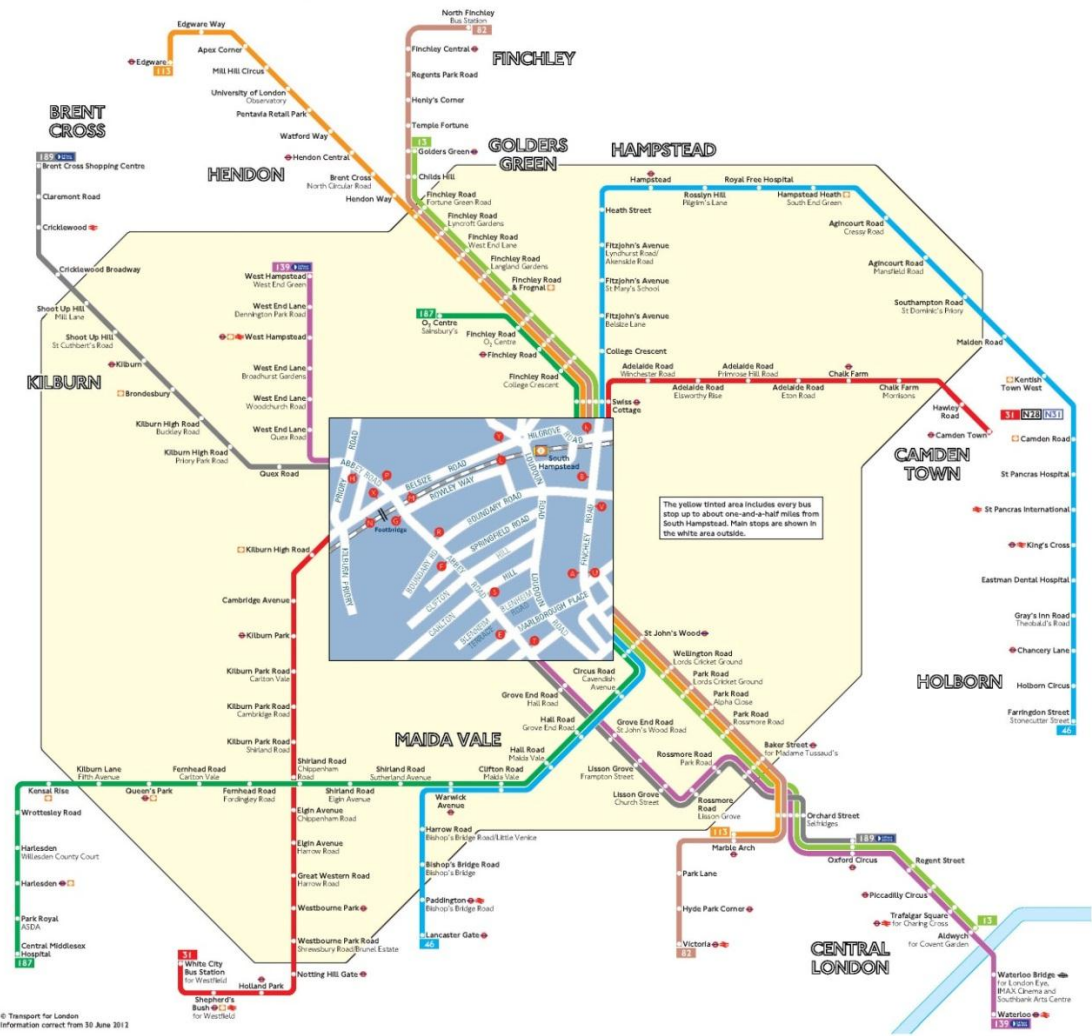 Edgware Way
Edgware
113
Apex Corner
Mill Hill Circus
University of London
Observatory
Pentavia Retail Park
Watford Way
Hendon Central
Brent Cross
North Circular Road
Hendon Way
HENDON
North Finchley
Bus Station
82
Finchley Central
Regents Park Road
Henly's Corner
Temple Fortune
13
Golders Green
Childs Hill
FINCHLEY
GOLDERS
GREEN
HAMPSTEAD
Finchley Road
Fortune Green Road
Finchley Road
Lyncroft Gardens
Finchley Road
West End Lane
Finchley Road
Langland Gardens
Finchley Road
& Frognal
Finchley Road
O₂ Centre
Finchley Road
Finchley Road
College Crescent
187
O₂ Centre
Sainsbury's
BRENT
CROSS
189
Brent Cross Shopping Centre
Claremont Road
Cricklewood
Cricklewood Broadway
Shoot Up Hill
Mill Lane
Shoot Up Hill
St Cuthbert's Road
Kilburn
Brondesbury
Kilburn High Road
Buckley Road
Kilburn High Road
Priory Park Road
Quex Road
KILBURN
139
West Hampstead
West End Green
West End Lane
Dennington Park Road
West Hampstead
West End Lane
Broadhurst Gardens
West End Lane
Woodchurch Road
West End Lane
Quex Road
Hampstead
Rosslyn Hill
Pilgrim's Lane
Royal Free Hospital
Hampstead Heath
South End Green
Heath Street
Fitzjohn's Avenue
Lyndhurst Road/
Akenside Road
Fitzjohn's Avenue
St Mary's School
Fitzjohn's Avenue
Belsize Lane
College Crescent
Swiss
Cottage
Agincourt Road
Cressy Road
Agincourt Road
Mansfield Road
Southampton Road
St Dominic's Priory
Malden Road
Kentish
Town West
Adelaide Road
Winchester Road
Adelaide Road
Elsworthy Rise
Adelaide Road
Primrose Hill Road
Adelaide Road
Eton Road
Chalk Farm
Chalk Farm
Morrisons
Hawley
Road
Camden Town
31 N28 N31
CAMDEN
TOWN
Camden Road
St Pancras Hospital
St Pancras International
King's Cross
Eastman Dental Hospital
Gray's Inn Road
Theobald's Road
Chancery Lane
Holborn Circus
Farringdon Street
Stonecutter Street
46
HOLBORN
The yellow tinted area includes every bus
stop up to about one-and-a-half miles from
South Hampstead. Main stops are shown in
the white area outside.
PRIORY
ROAD
ABBEY ROAD
BELSIZE ROAD
ROWLEY WAY
HILGROVE ROAD
South
Hampstead
LOUDOUN
ROAD
Footbridge
BOUNDARY ROAD
SPRINGFIELD ROAD
BOUNDARY RD
ABBEY
ROAD
CLIFTON
HILL
CARLTON
HILL
BLENHEIM
ROAD
BLENHEIM
TERRACE
LOUDOUN
ROAD
MARLBOROUGH PLACE
FINCHLEY
ROAD
KILBURN PRIORY
Kilburn High Road
Cambridge Avenue
Kilburn Park
Kilburn Park Road
Carlton Vale
Kilburn Park Road
Cambridge Road
Kilburn Park Road
Shirland Road
Shirland Road
Chippenham
Road
Elgin Avenue
Chippenham Road
Elgin Avenue
Harrow Road
Great Western Road
Harrow Road
Westbourne Park
Westbourne Park Road
Shrewsbury Road/Brunel Estate
Notting Hill Gate
Holland Park
Shepherd's
Bush
for Westfield
31
White City
Bus Station
for Westfield
St John's Wood
Wellington Road
Lords Cricket Ground
Park Road
Lords Cricket Ground
Park Road
Alpha Close
Park Road
Rossmore Road
Baker Street
for Madame Tussaud's
Circus Road
Cavendish
Avenue
Grove End Road
Hall Road
Hall Road
Grove End Road
Hall Road
Maida Vale
Grove End Road
St John's Wood Road
Lisson Grove
Frampton Street
Lisson Grove
Church Street
Rossmore Road
Park Road
Rossmore
Road
Lisson Grove
MAIDA VALE
Clifton Road
Maida Vale
Warwick
Avenue
Shirland Road
Sutherland Avenue
Shirland Road
Elgin Avenue
Fernhead Road
Carlton Vale
Fernhead Road
Fordingley Road
Queen's Park
Kilburn Lane
Fifth Avenue
Kensal Rise
Wrottesley Road
Harlesden
Willesden County Court
Harlesden
Park Royal
ASDA
Central Middlesex
Hospital
187
Harrow Road
Bishop's Bridge Road/Little Venice
Bishop's Bridge Road
Bishop's Bridge
Paddington
Bishop's Bridge Road
Lancaster Gate
46
113
Marble Arch
Park Lane
Hyde Park Corner
Victoria
82
Orchard Street
Selfridges
189
Oxford Circus
Regent Street
Piccadilly Circus
Trafalgar Square
for Charing Cross
13
Aldwych
for Covent Garden
CENTRAL
LONDON
Waterloo Bridge
for London Eye,
IMAX Cinema and
Southbank Arts Centre
Waterloo
139
© Transport for London
Information correct from 30 June 2012